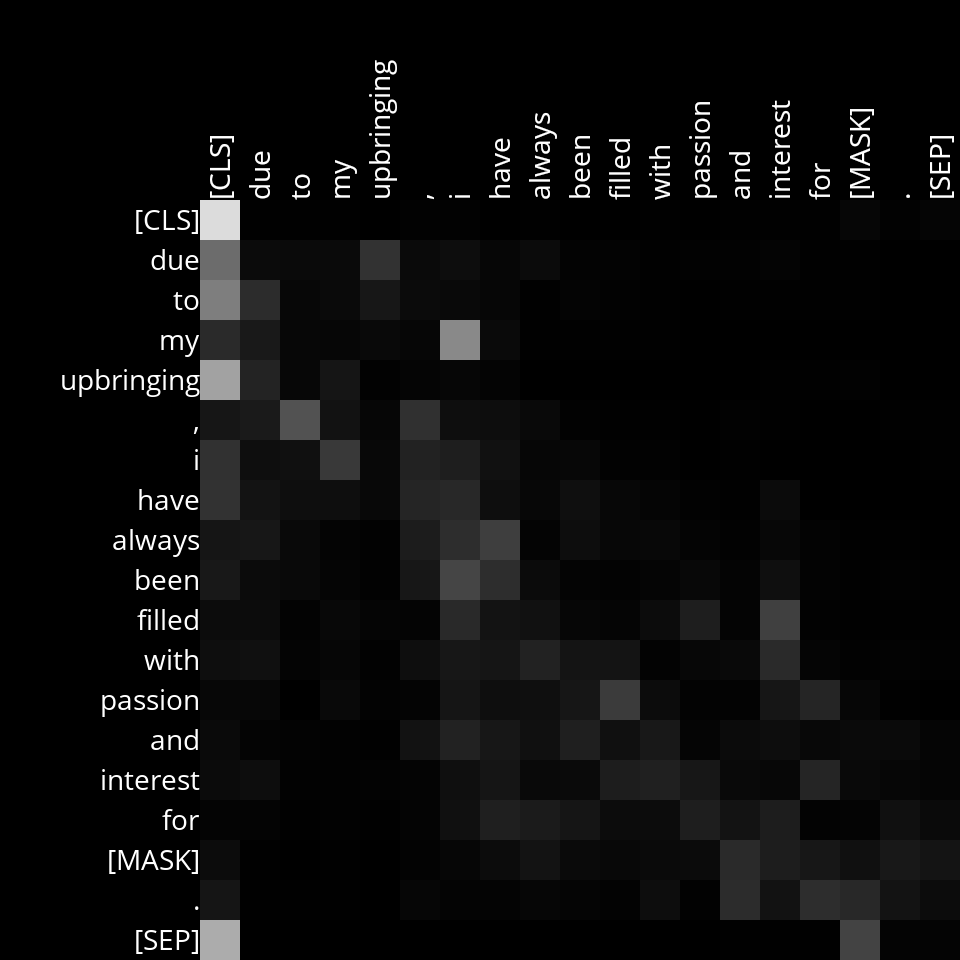 [CLS] due to my upbringing , i have always been filled with passion and interest for [MASK] . [SEP]
[CLS]
due
to
my
upbringing
,
i
have
always
been
filled
with
passion
and
interest
for
[MASK]
.
[SEP]